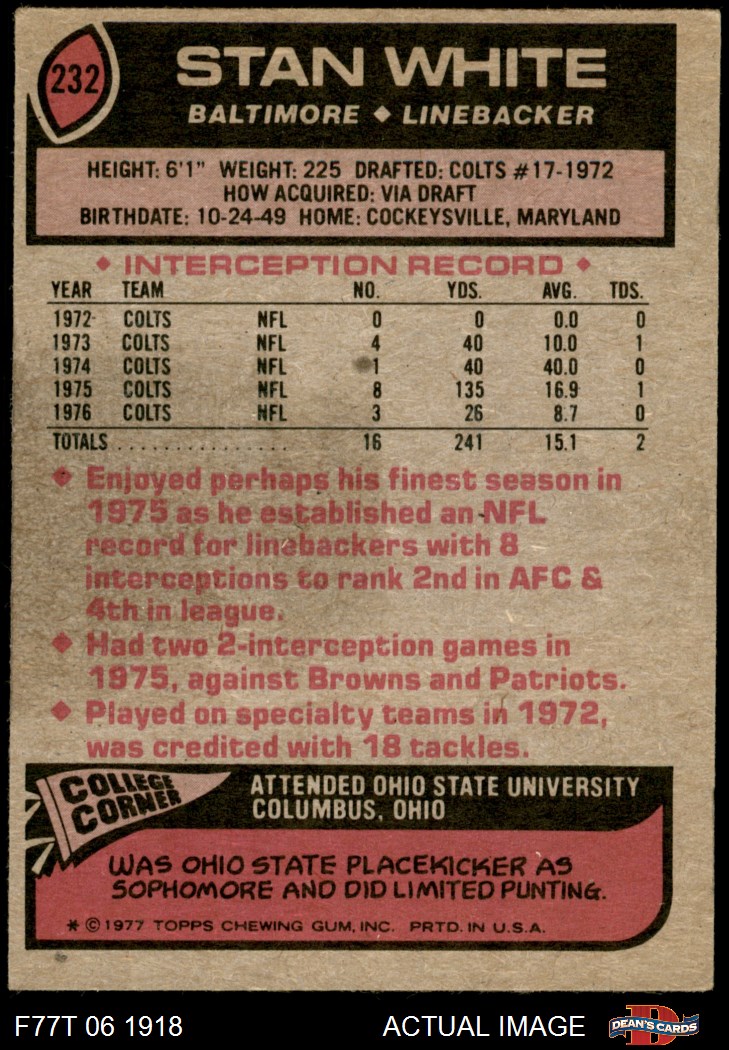 232
STAN WHITE
BALTIMORE ◆ LINEBACKER
HEIGHT: 6'1" WEIGHT: 225 DRAFTED: COLTS #17-1972
HOW ACQUIRED: VIA DRAFT
BIRTHDATE: 10-24-49 HOME: COCKEYSVILLE, MARYLAND
◆ INTERCEPTION RECORD ◆
YEAR TEAM NO. YDS. AVG. TDS.
1972 COLTS NFL 0 0 0.0 0
1973 COLTS NFL 4 40 10.0 1
1974 COLTS NFL 1 40 40.0 0
1975 COLTS NFL 8 135 16.9 1
1976 COLTS NFL 3 26 8.7 0
TOTALS ................ 16 241 15.1 2
◆ Enjoyed perhaps his finest season in
1975 as he established an NFL
record for linebackers with 8
interceptions to rank 2nd in AFC &
4th in league.
◆ Had two 2-interception games in
1975, against Browns and Patriots.
◆ Played on specialty teams in 1972,
was credited with 18 tackles.
COLLEGE
CORNER
ATTENDED OHIO STATE UNIVERSITY
COLUMBUS, OHIO
WAS OHIO STATE PLACEKICKER AS
SOPHOMORE AND DID LIMITED PUNTING.
* © 1977 TOPPS CHEWING GUM, INC. PRTD. IN U.S.A.
F77T 06 1918 ACTUAL IMAGE DEAN'S CARDS